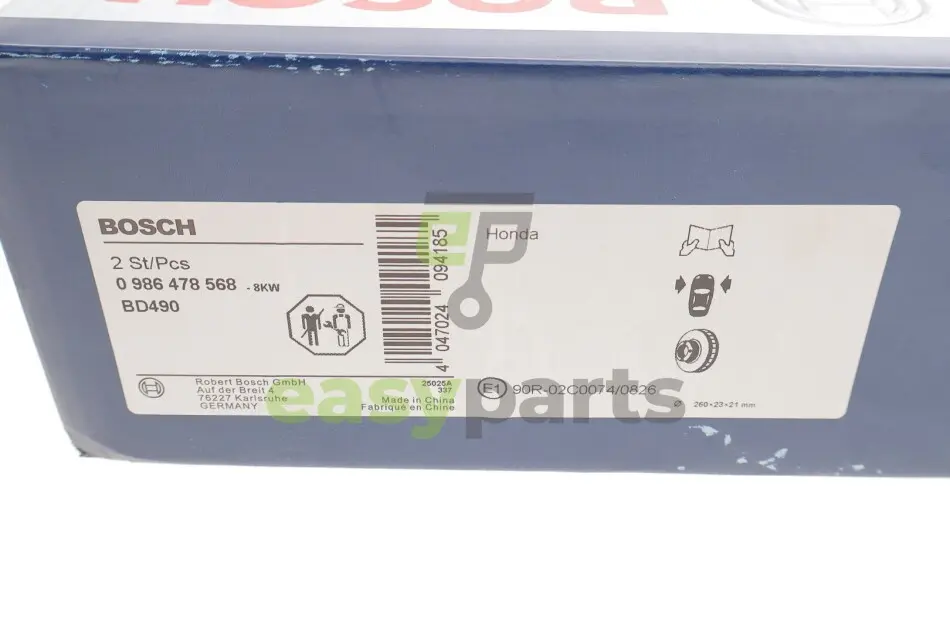 BOSCH
BOSCH
2 St/Pcs
0 986 478 568 - 8KW
BD490
4 047024 094185
Honda
Robert Bosch GmbH
Auf der Breit 4
76227 Karlsruhe
GERMANY
25025A
337
Made in China
Fabriqué en Chine
E1 90R-02C0074/0826
Ø 260×23×21 mm
ep
easyparts